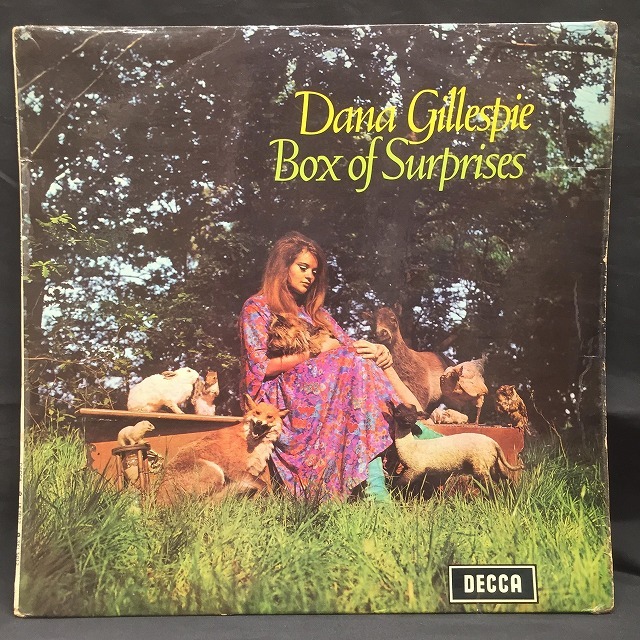 Dana Gillespie
Box of Surprises
DECCA